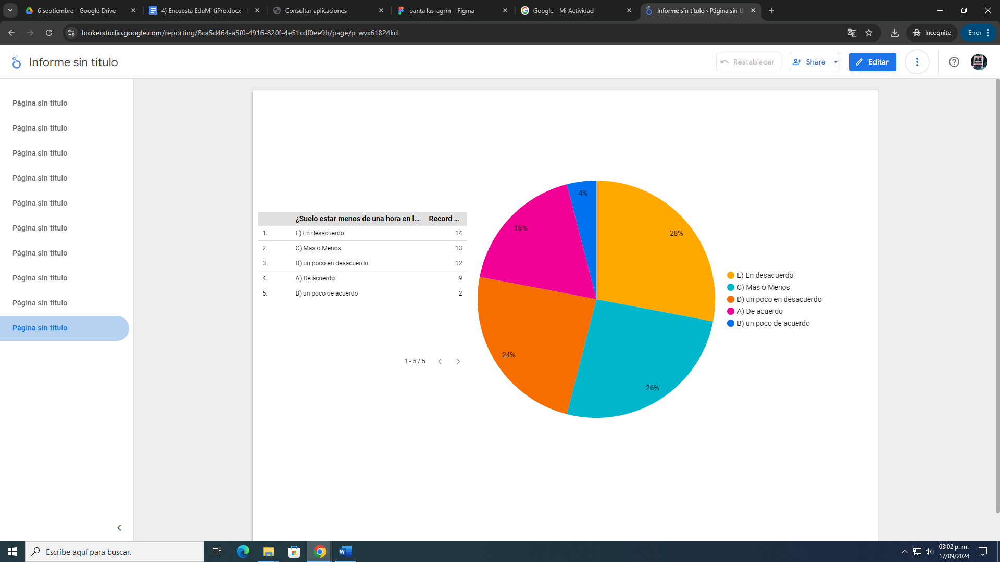 6 septiembre - Google Drive
4) Encuesta EduMiltiPro.docx -
Consultar aplicaciones
pantallas_agrm – Figma
Google - Mi Actividad
Informe sin título › Página sin
lookerstudio.google.com/reporting/8ca5d464-a5f0-4916-820f-4e51cdf0ee9b/page/p_wvx61824kd
Incognito
Error
Informe sin título
Restablecer
Share
Editar
Página sin título
Página sin título
Página sin título
Página sin título
Página sin título
Página sin título
Página sin título
Página sin título
Página sin título
Página sin título
¿Suelo estar menos de una hora en l... Record ...
1. E) En desacuerdo 14
2. C) Mas o Menos 13
3. D) un poco en desacuerdo 12
4. A) De acuerdo 9
5. B) un poco de acuerdo 2
1 - 5 / 5
4%
18%
28%
24%
26%
E) En desacuerdo
C) Mas o Menos
D) un poco en desacuerdo
A) De acuerdo
B) un poco de acuerdo
Escribe aquí para buscar.
03:02 p. m.
17/09/2024